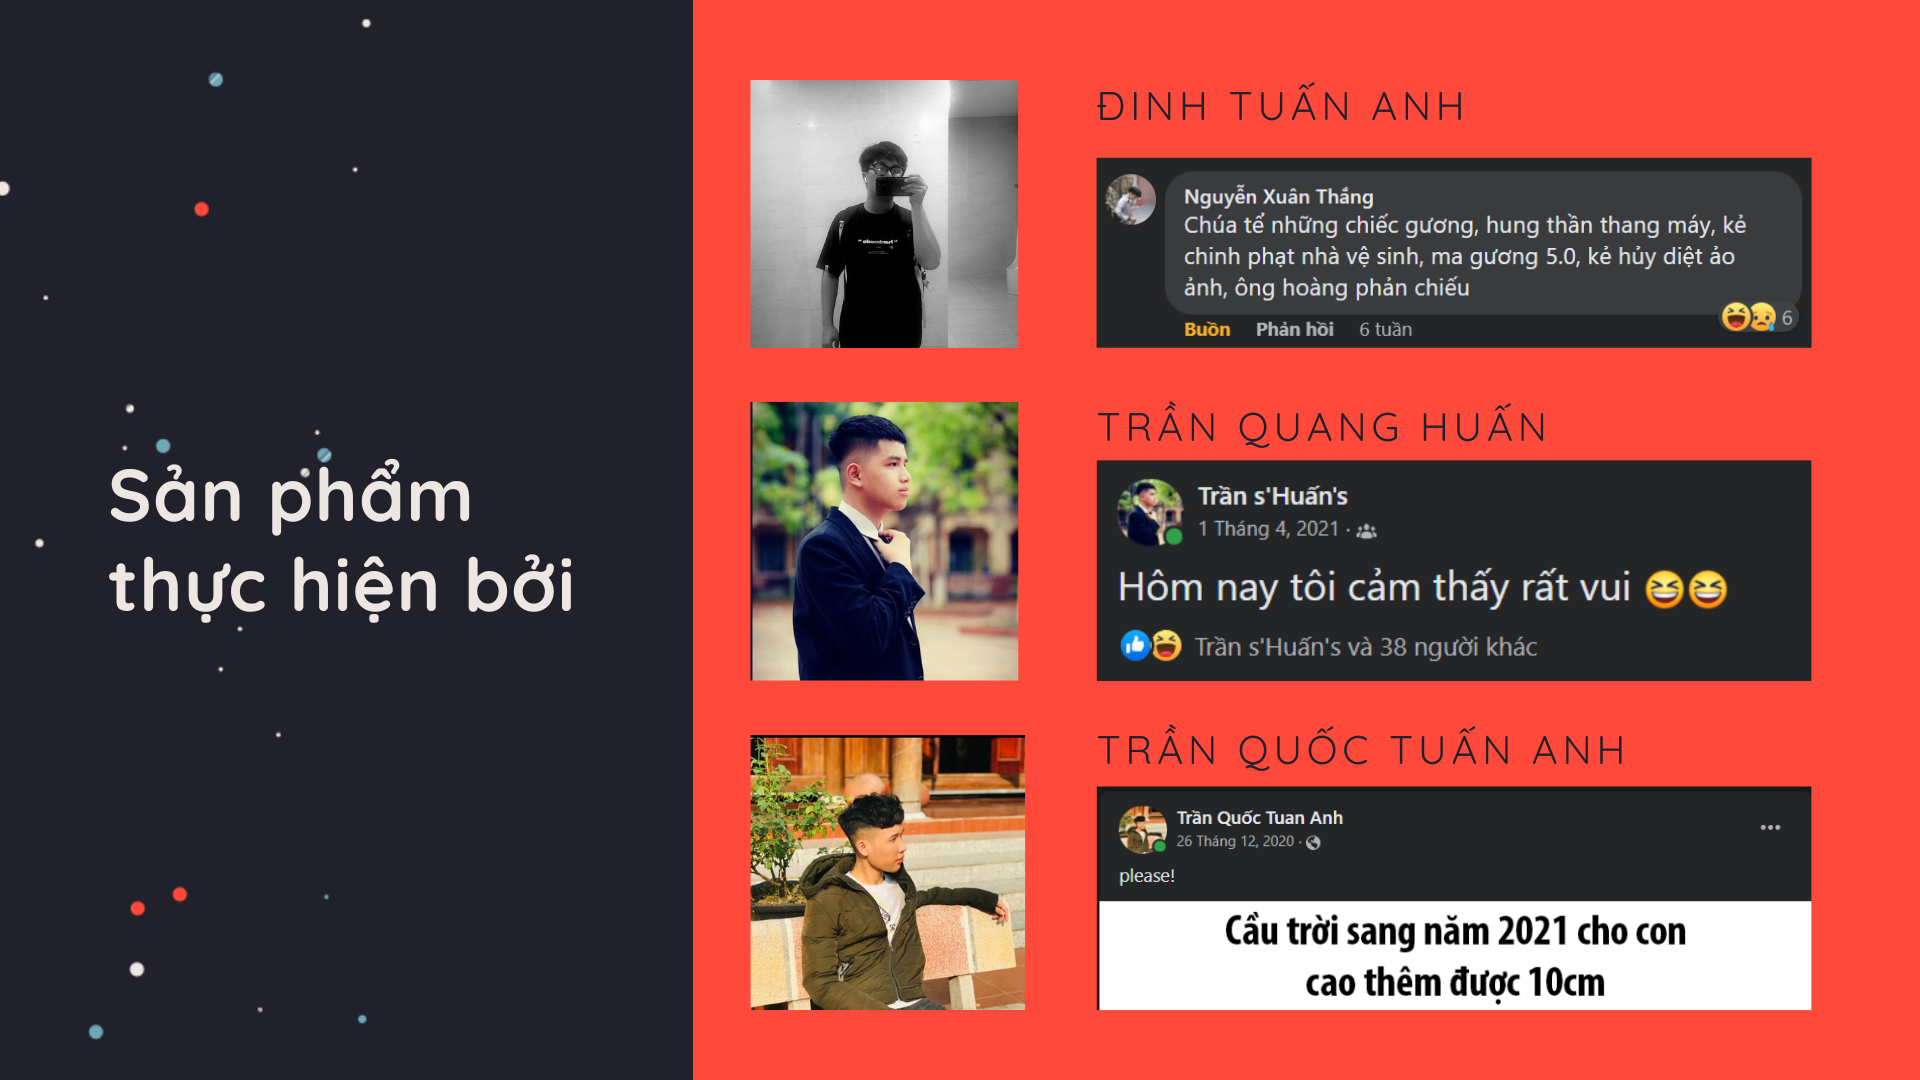 Sản phẩm
thực hiện bởi
ĐINH TUẤN ANH
Nguyễn Xuân Thắng
Chúa tể những chiếc gương, hung thần thang máy, kẻ
chinh phạt nhà vệ sinh, ma gương 5.0, kẻ hủy diệt ảo
ảnh, ông hoàng phản chiếu
6
Buồn Phản hồi 6 tuần
TRẦN QUANG HUẤN
Trần s'Huấn's
1 Tháng 4, 2021 ·
Hôm nay tôi cảm thấy rất vui 😆😆
Trần s'Huấn's và 38 người khác
TRẦN QUỐC TUẤN ANH
Trần Quốc Tuan Anh
26 Tháng 12, 2020 ·
please!
Cầu trời sang năm 2021 cho con
cao thêm được 10cm